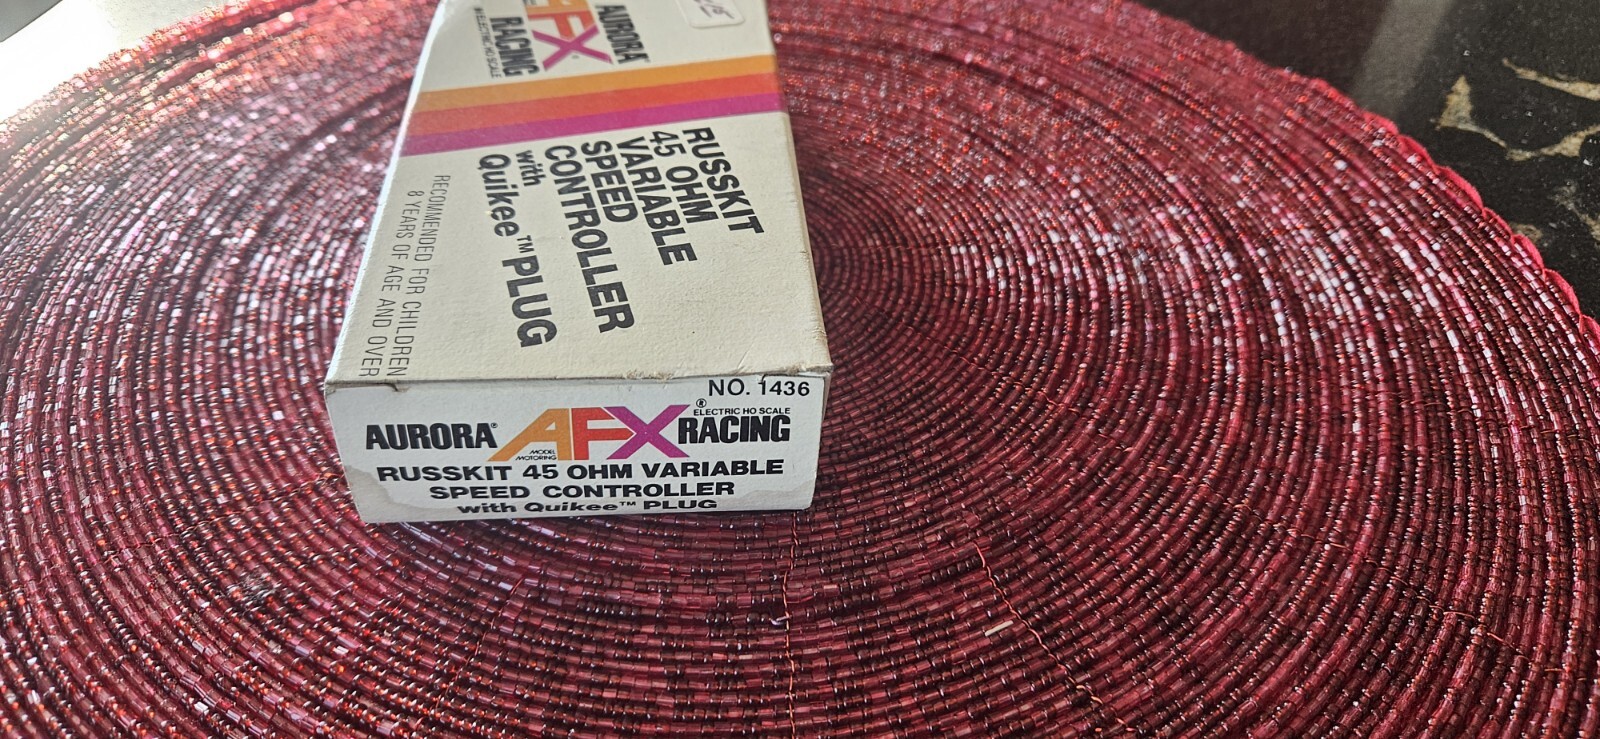 AURORA
AFX
RACING
RUSSKIT
45 OHM
VARIABLE
SPEED
CONTROLLER
with
Quikee™PLUG
RECOMMENDED FOR CHILDREN
8 YEARS OF AGE AND OVER
NO. 1436
AURORA® AFX® RACING
ELECTRIC HO SCALE
MODEL
MOTORING
RUSSKIT 45 OHM VARIABLE
SPEED CONTROLLER
with Quikee™ PLUG